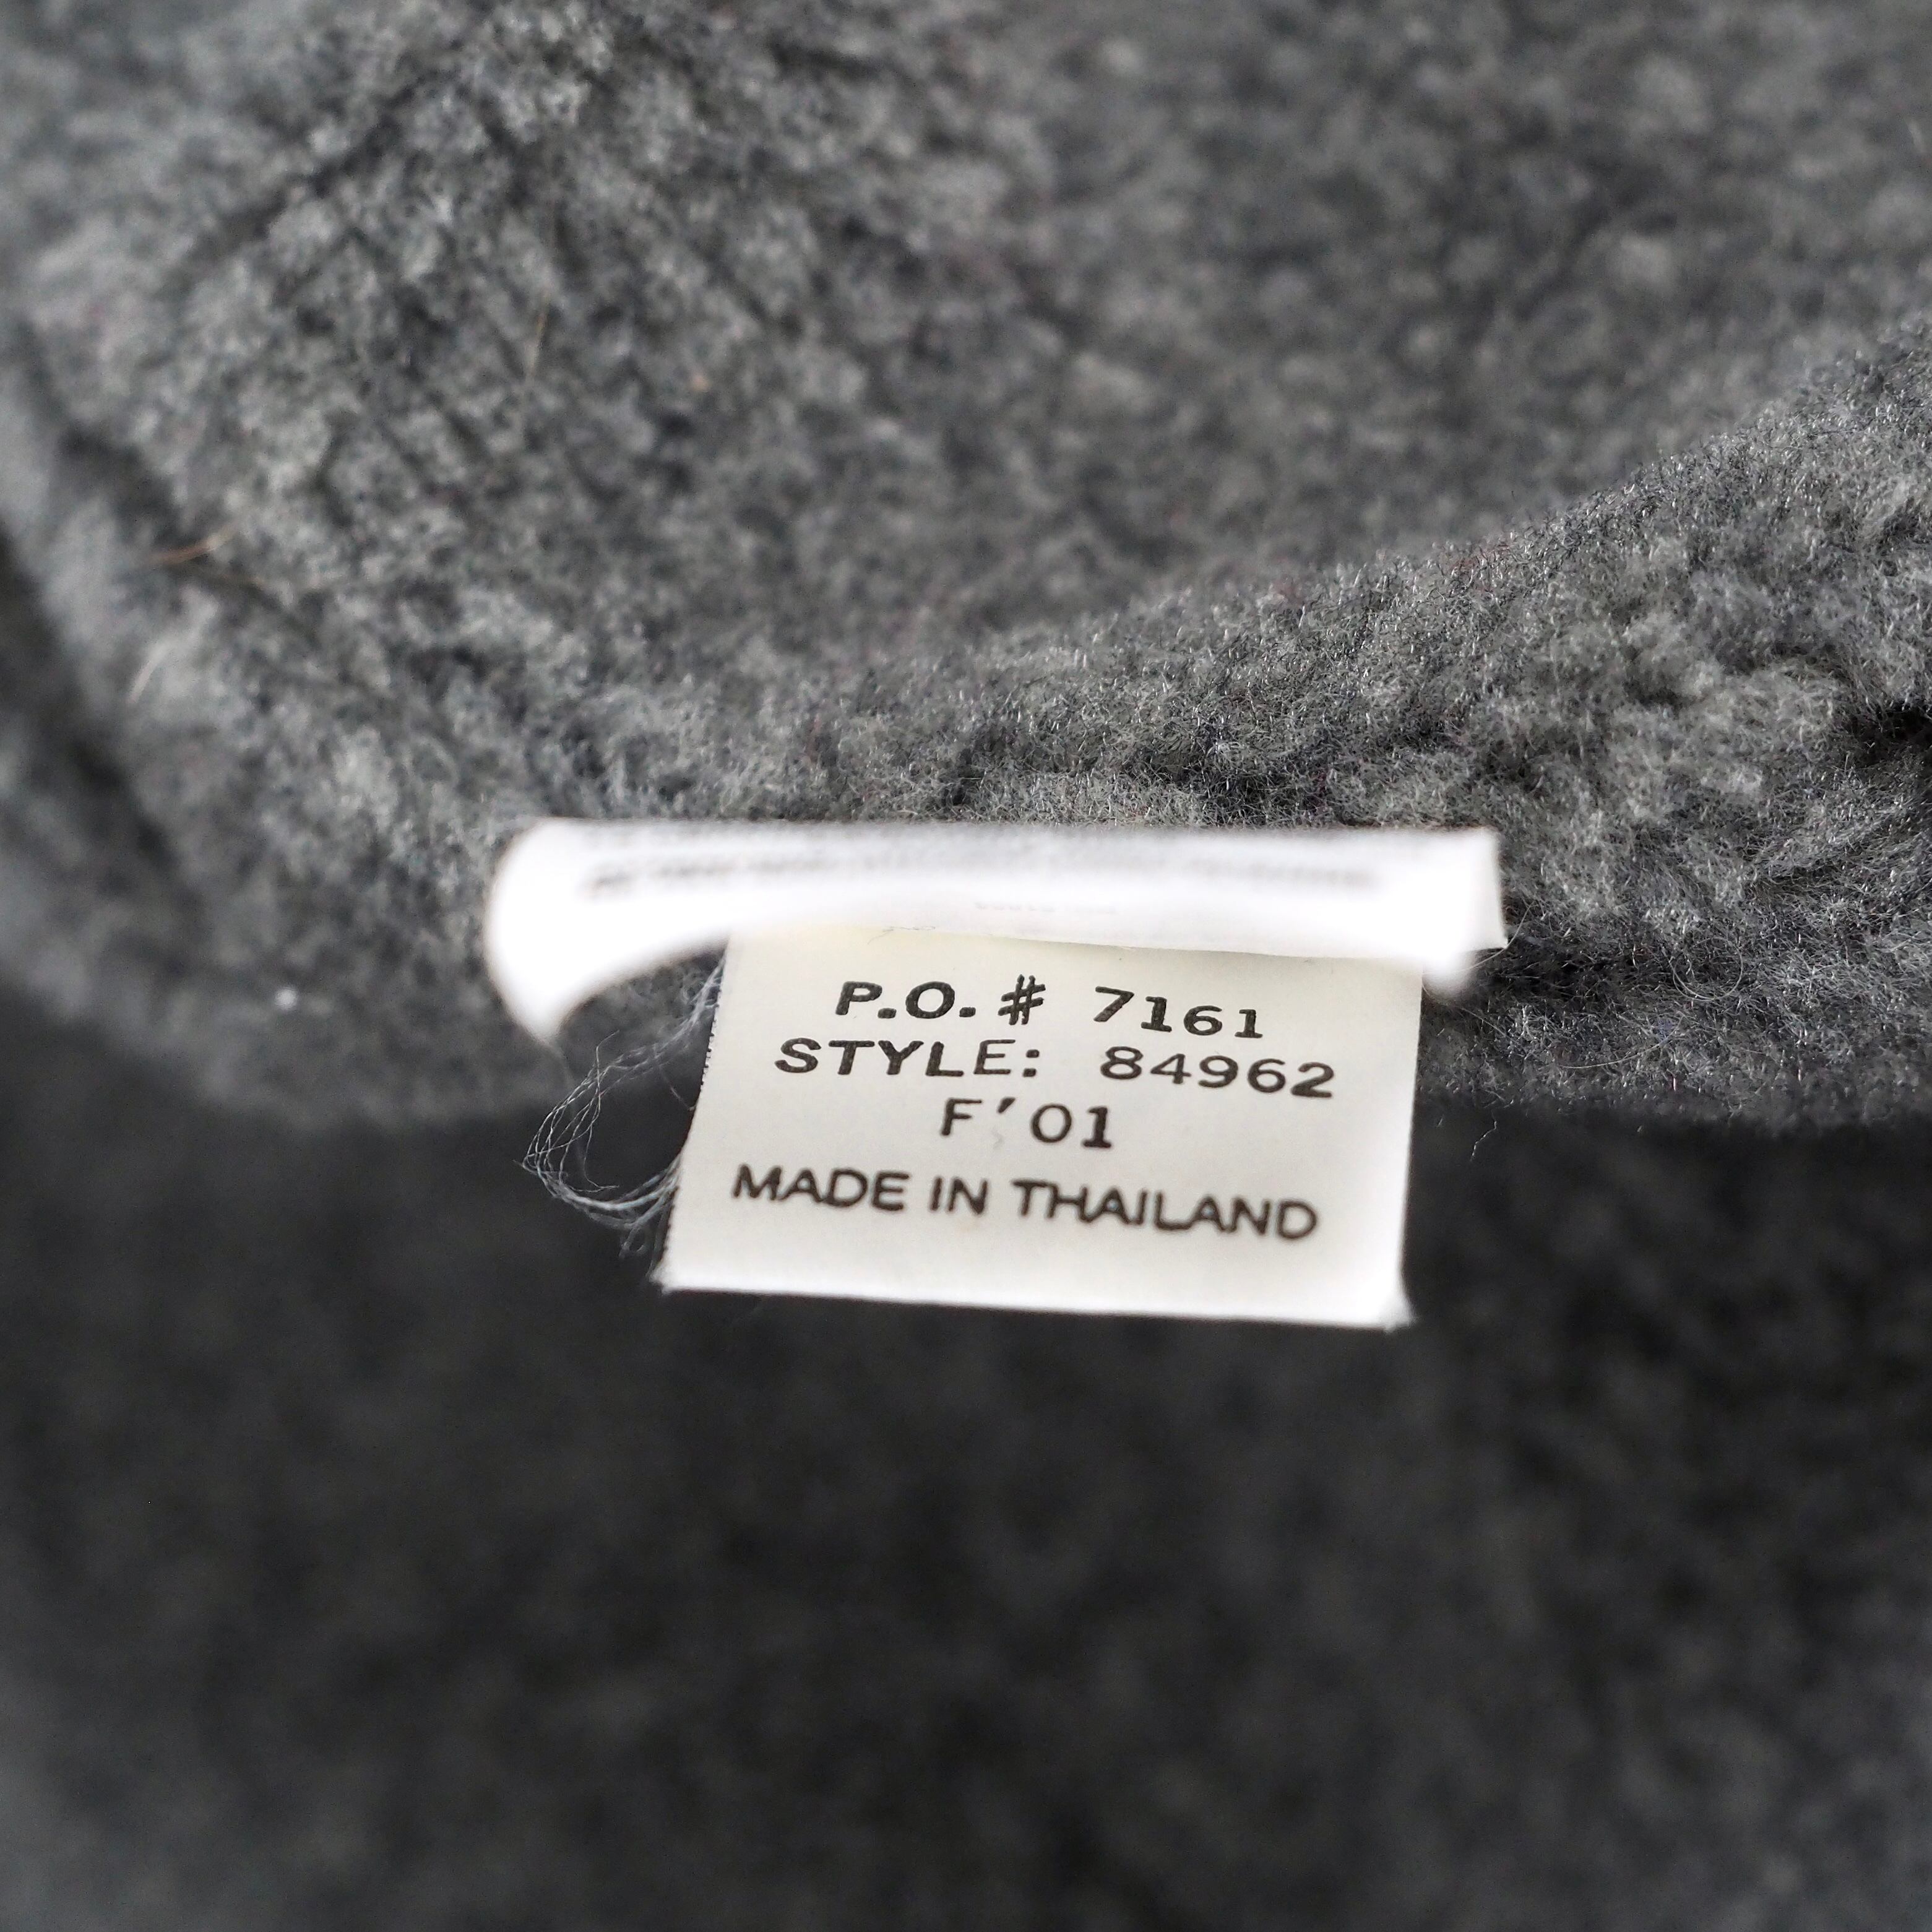 P.O. # 7161
STYLE: 84962
F'01
MADE IN THAILAND